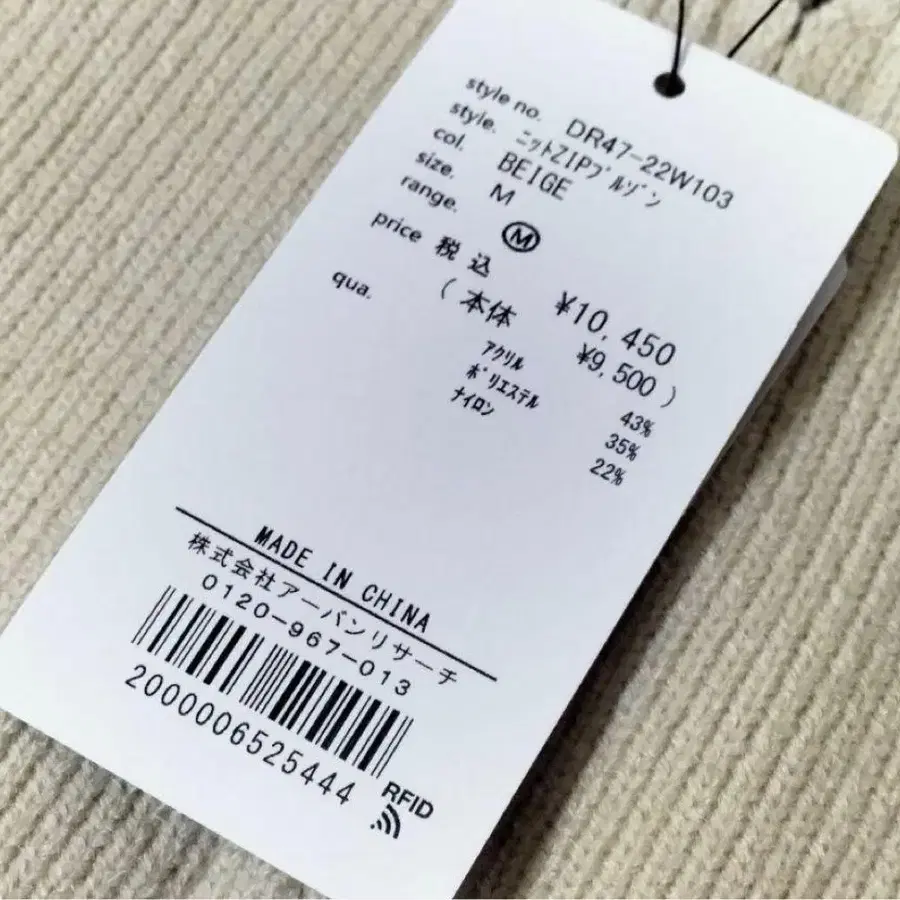 style no. DR47-22W103
style. ﾆｯﾄZIPﾌﾞﾙｿﾞﾝ
col. BEIGE
size. M
range. Ⓜ
price 税込 ¥10,450
(本体 ¥9,500)
qua. ｱｸﾘﾙ 43%
ﾎﾟﾘｴｽﾃﾙ 35%
ﾅｲﾛﾝ 22%
MADE IN CHINA
株式会社アーバンリサーチ
0120-967-013
2000006525444
RFID